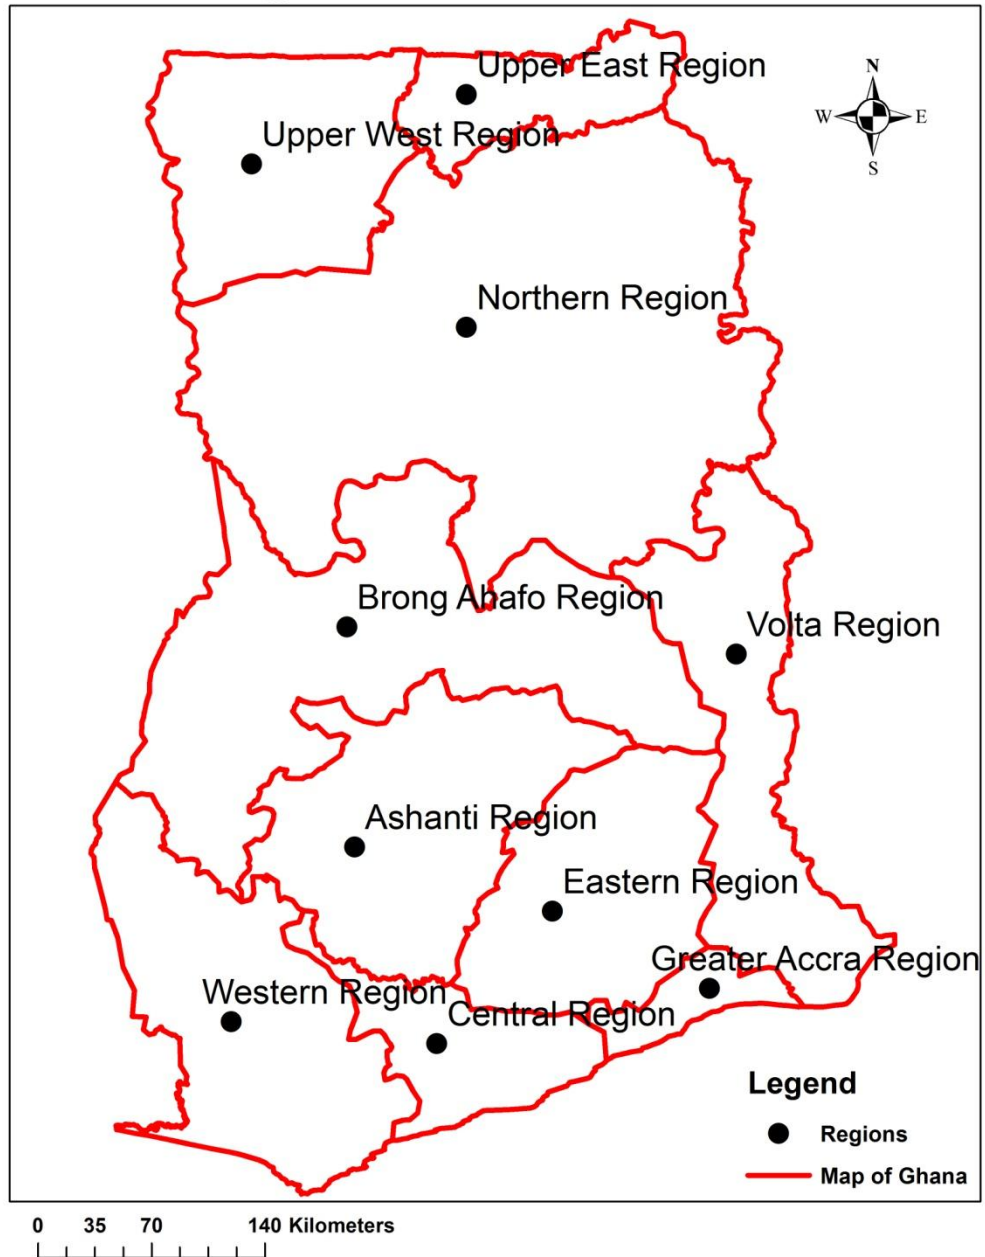 Upper East Region
N
W E
S
Upper West Region
Northern Region
Brong Ahafo Region
Volta Region
Ashanti Region
Eastern Region
Greater Accra Region
Western Region
Central Region
Legend
Regions
Map of Ghana
0 35 70 140 Kilometers